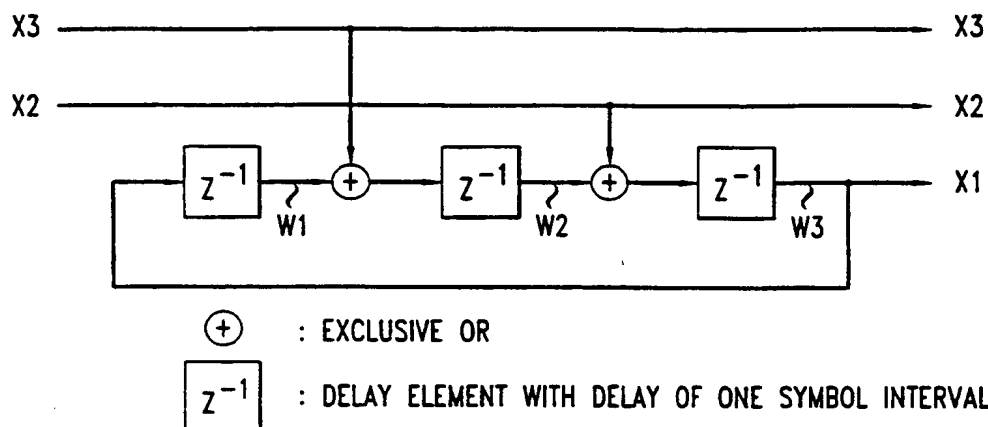 X3 X3
X2 X2
Z⁻¹ + Z⁻¹ + Z⁻¹ X1
W1 W2 W3
+ : EXCLUSIVE OR
Z⁻¹ : DELAY ELEMENT WITH DELAY OF ONE SYMBOL INTERVAL